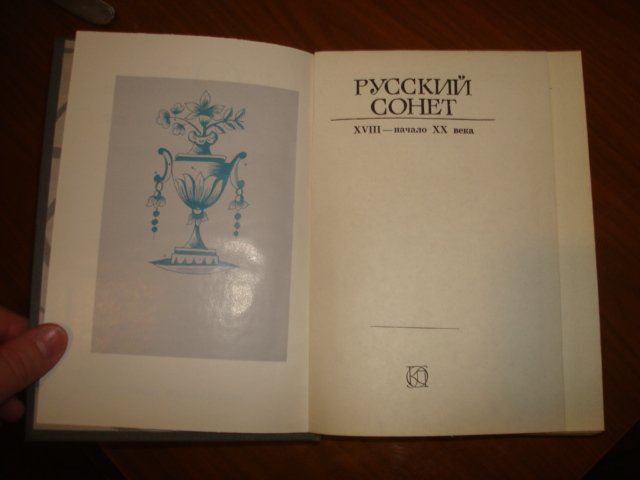 РУССКИЙ
СОНЕТ
XVIII — начало XX века